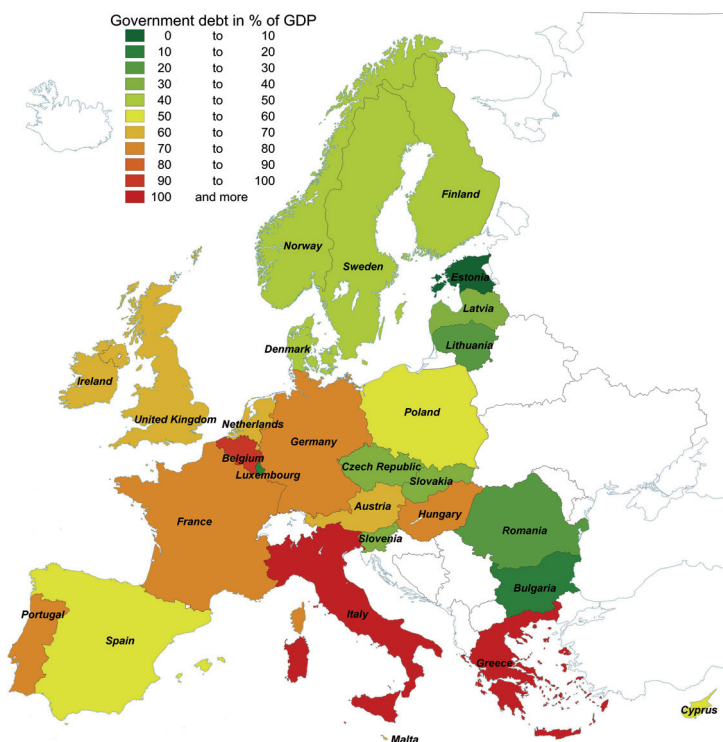 Government debt in % of GDP
0 to 10
10 to 20
20 to 30
30 to 40
40 to 50
50 to 60
60 to 70
70 to 80
80 to 90
90 to 100
100 and more
Finland
Norway
Sweden
Estonia
Latvia
Lithuania
Denmark
Ireland
United Kingdom
Netherlands
Poland
Germany
Belgium
Luxembourg
Czech Republic
Slovakia
France
Austria
Hungary
Slovenia
Romania
Bulgaria
Portugal
Spain
Italy
Greece
Cyprus
Malta